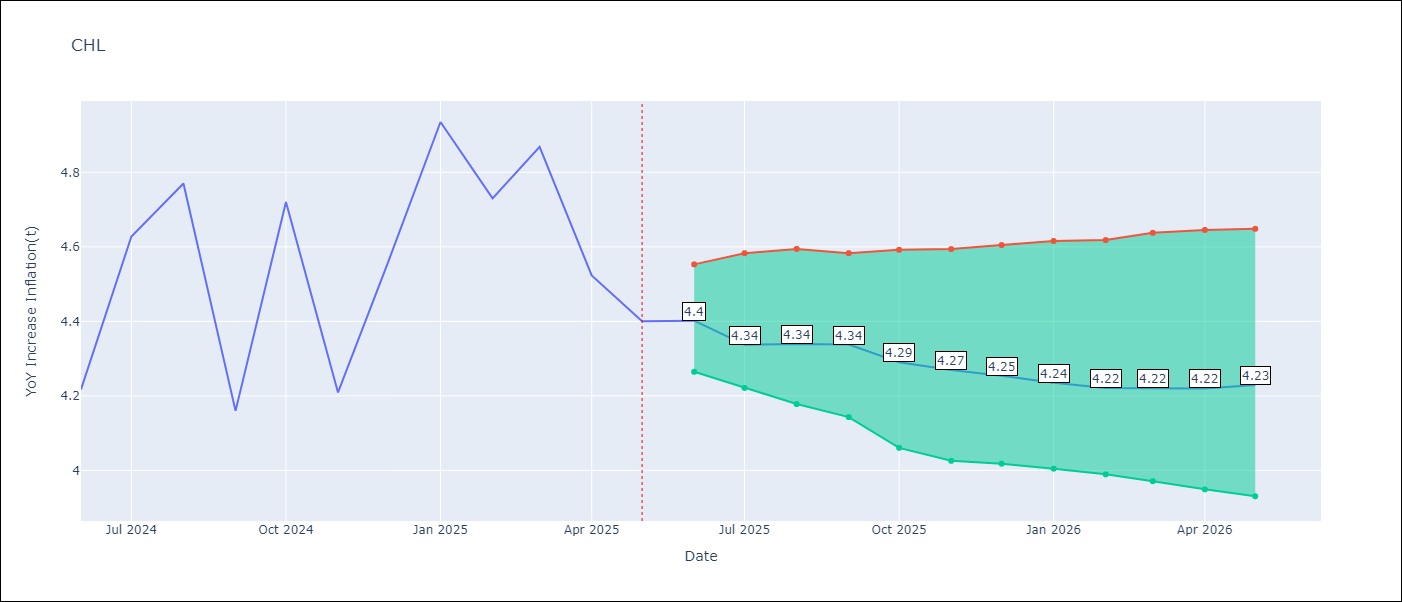 CHL
YoY Increase Inflation(t)
4.8
4.6
4.4
4.2
4
4.4
4.34
4.34
4.34
4.29
4.27
4.25
4.24
4.22
4.22
4.22
4.23
Jul 2024
Oct 2024
Jan 2025
Apr 2025
Jul 2025
Oct 2025
Jan 2026
Apr 2026
Date